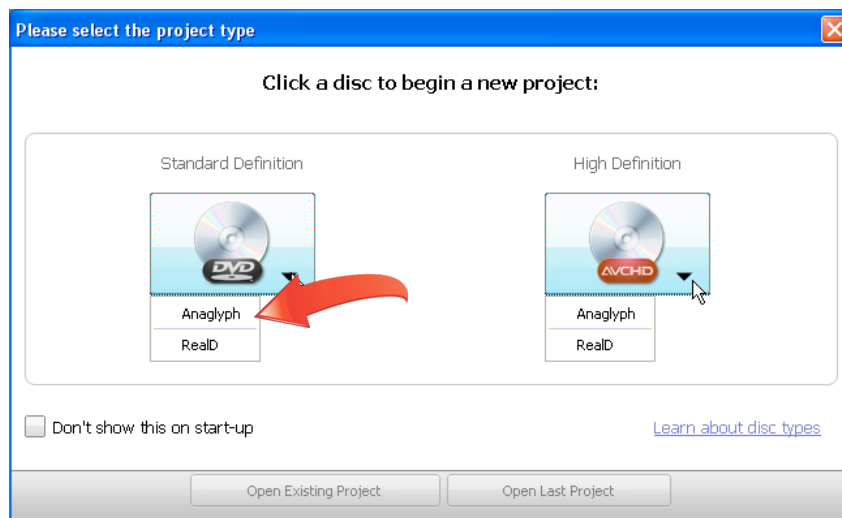 Please select the project type
Click a disc to begin a new project:
Standard Definition
High Definition
DVD
AVCHD
Anaglyph
Anaglyph
RealD
RealD
Don't show this on start-up
Learn about disc types
Open Existing Project
Open Last Project